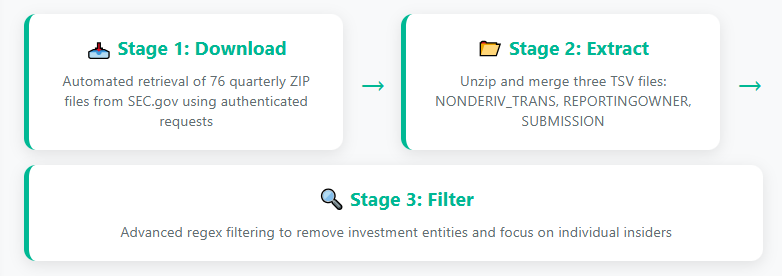 Stage 1: Download
Automated retrieval of 76 quarterly ZIP
files from SEC.gov using authenticated
requests
→
Stage 2: Extract
Unzip and merge three TSV files:
NONDERIV_TRANS, REPORTINGOWNER,
SUBMISSION
→
Stage 3: Filter
Advanced regex filtering to remove investment entities and focus on individual insiders